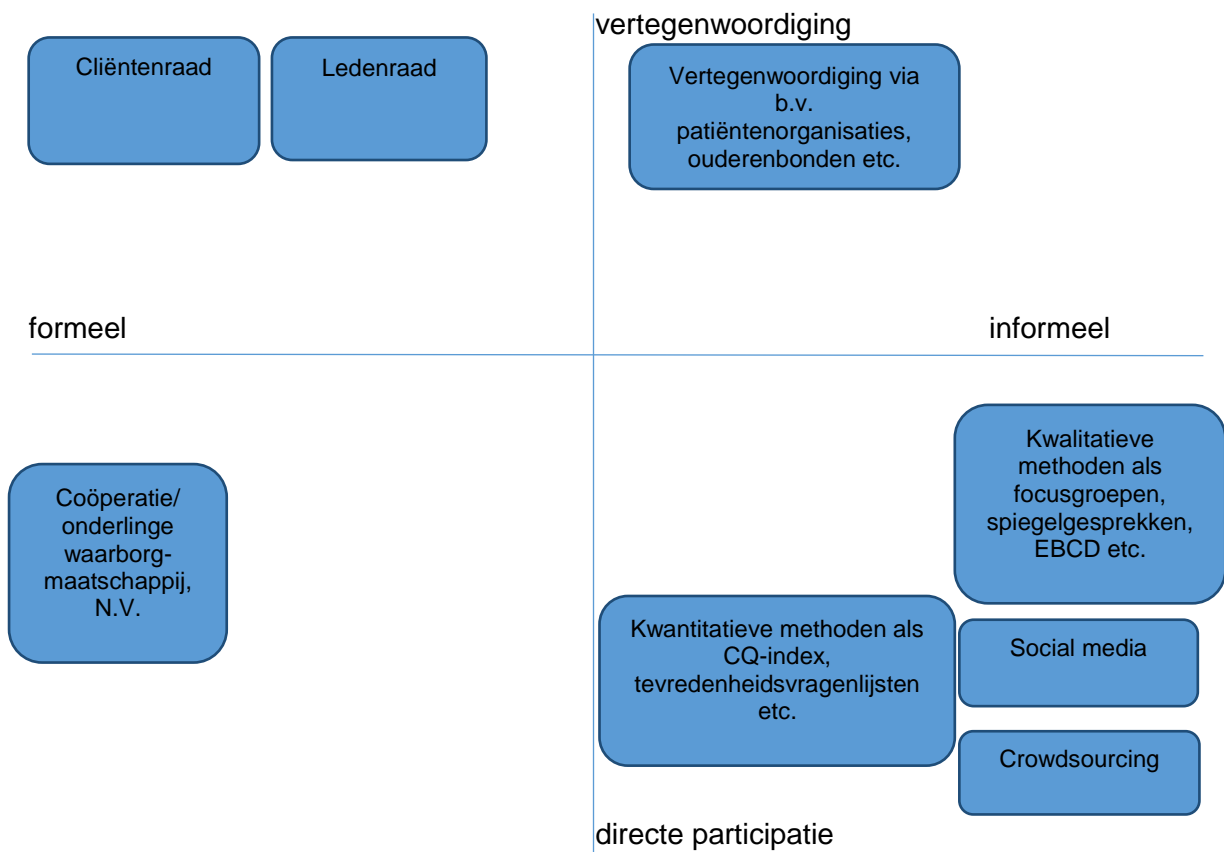 vertegenwoordiging
Cliëntenraad
Ledenraad
Vertegenwoordiging via
b.v.
patiëntenorganisaties,
ouderenbonden etc.
formeel
informeel
Coöperatie/
onderlinge
waarborg-
maatschappij,
N.V.
Kwalitatieve
methoden als
focusgroepen,
spiegelgesprekken,
EBCD etc.
Kwantitatieve methoden als
CQ-index,
tevredenheidsvragenlijsten
etc.
Social media
Crowdsourcing
directe participatie